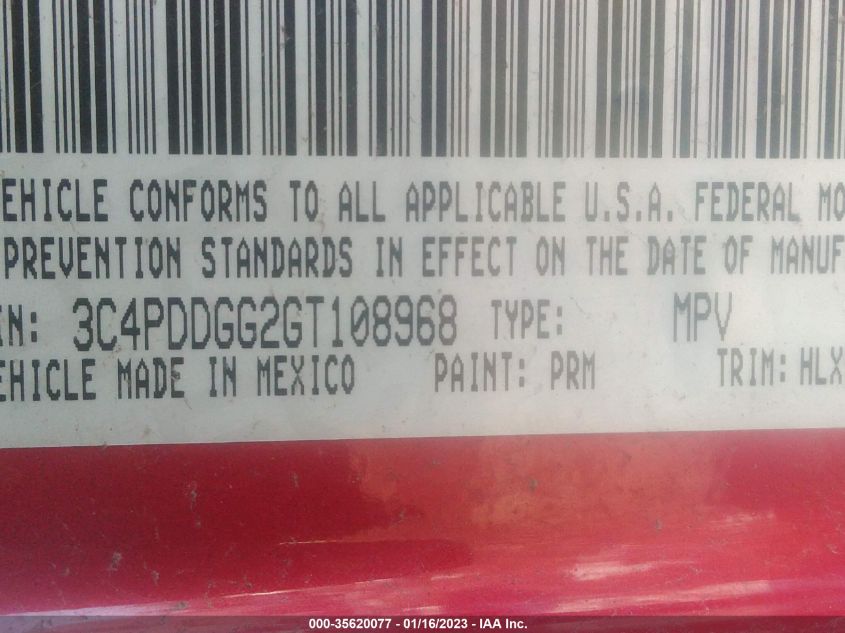 EHICLE CONFORMS TO ALL APPLICABLE U.S.A. FEDERAL MO
PREVENTION STANDARDS IN EFFECT ON THE DATE OF MANUF
IN: 3C4PDDGG2GT108968 TYPE: MPV
EHICLE MADE IN MEXICO PAINT: PRM TRIM: HLX
000-35620077 - 01/16/2023 - IAA Inc.